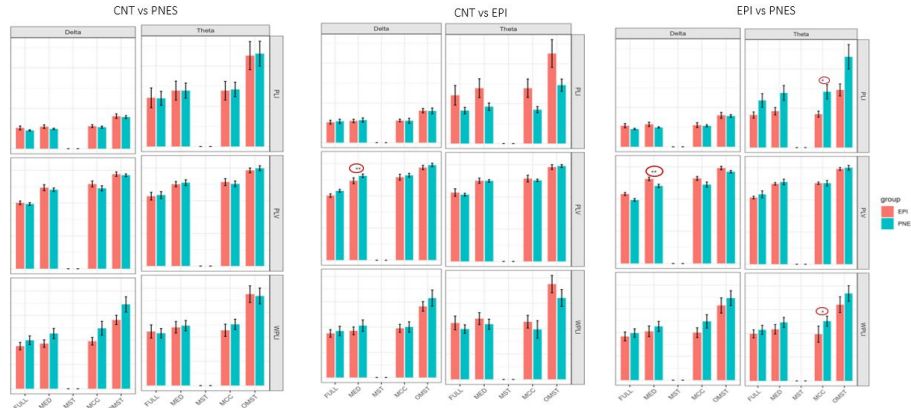 CNT vs PNES
CNT vs EPI
EPI vs PNES
Delta
Theta
Delta
Theta
Delta
Theta
PLI
PLI
PLI
PLV
PLV
PLV
WPLI
WPLI
WPLI
group
EPI
PNE
FULL
MED
MST
MCC
OMST
FULL
MED
MST
MCC
OMST
FULL
MED
MST
MCC
OMST
FULL
MED
MST
MCC
OMST
FULL
MED
MST
MCC
OMST
FULL
MED
MST
MCC
OMST